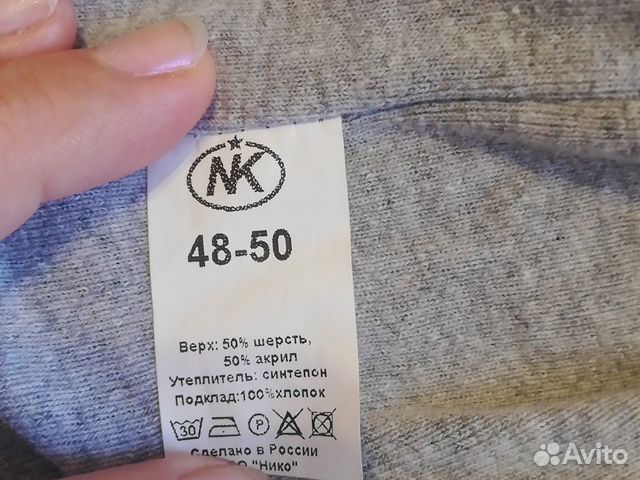 NK
48-50
Верх: 50% шерсть,
50% акрил
Утеплитель: синтепон
Подклад:100%хлопок
30 P
Сделано в России
"Нико"
Avito